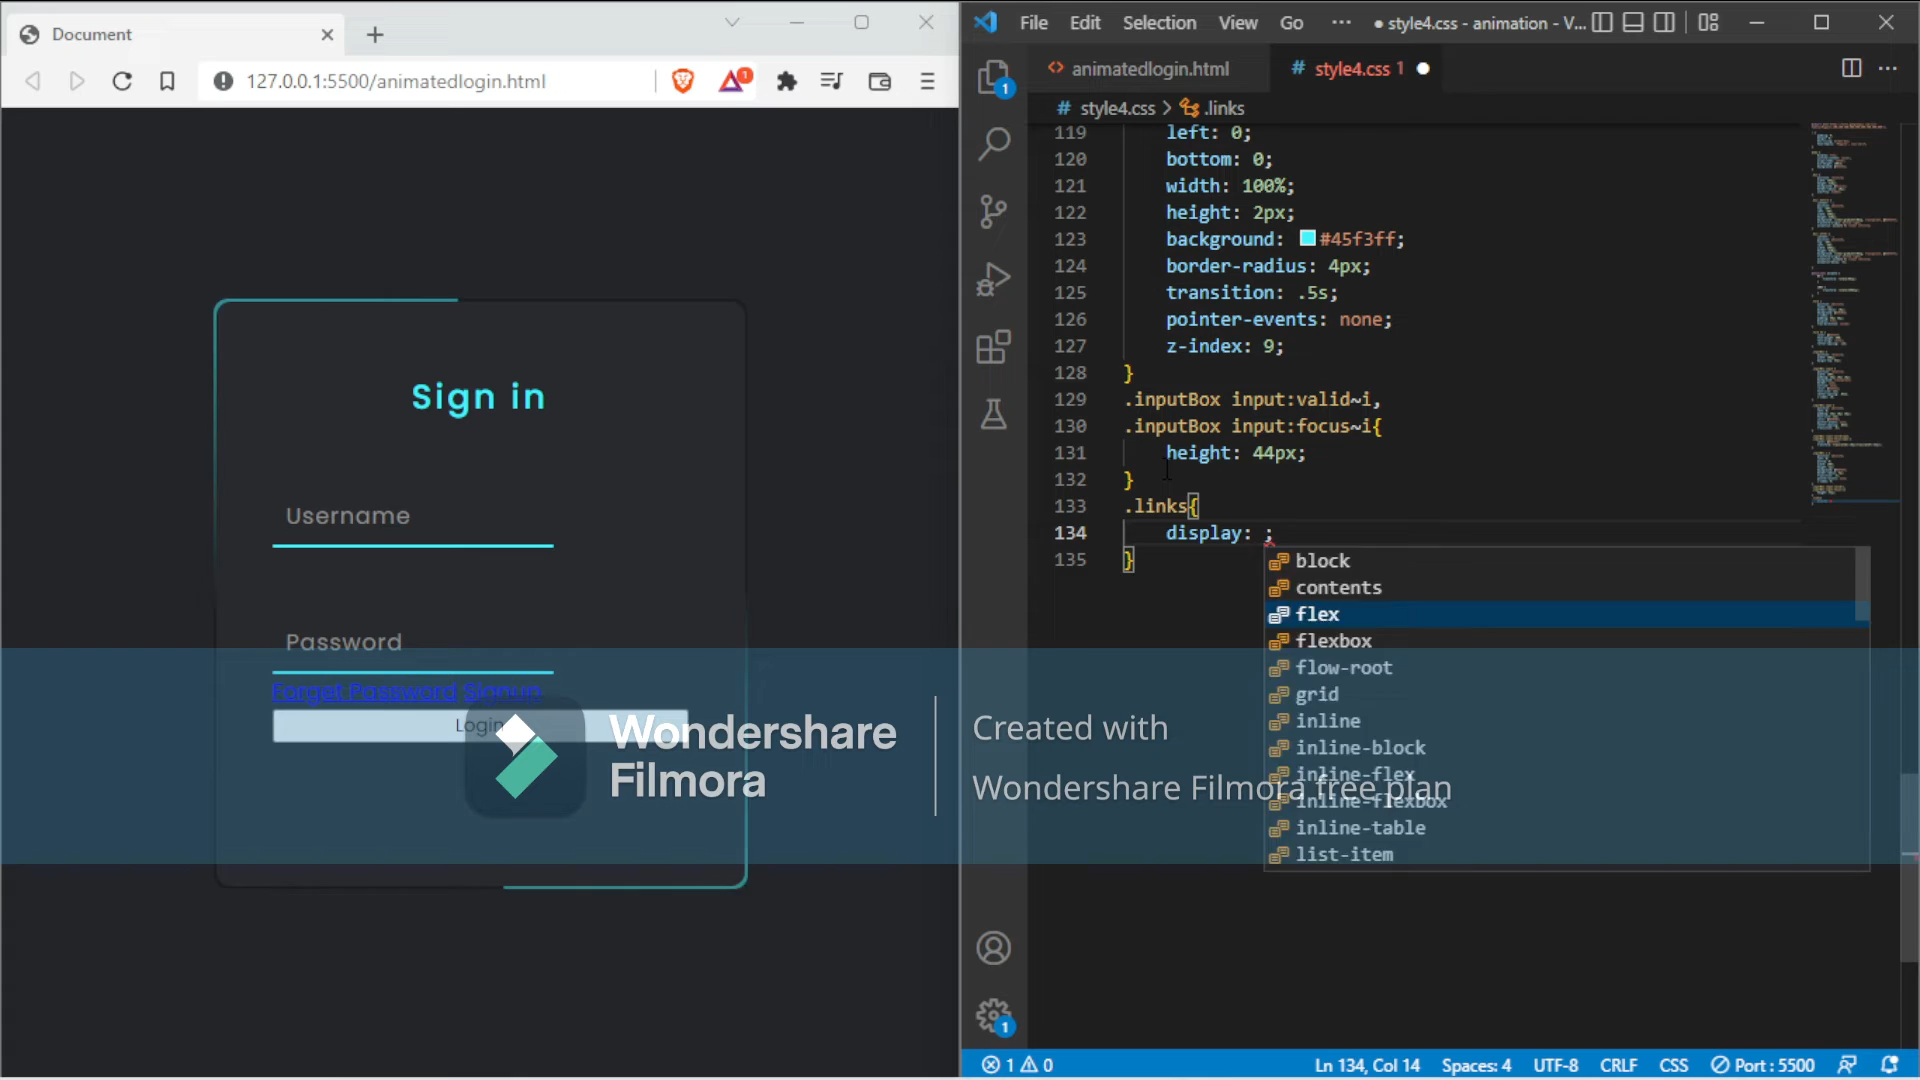 Document
127.0.0.1:5500/animatedlogin.html
1
Sign in
Username
Password
Forget Password Signup
Login
File Edit Selection View Go ··· ● style4.css - animation - V...
animatedlogin.html
# style4.css 1
# style4.css > .links
1
119 left: 0;
120 bottom: 0;
121 width: 100%;
122 height: 2px;
123 background: #45f3ff;
124 border-radius: 4px;
125 transition: .5s;
126 pointer-events: none;
127 z-index: 9;
128 }
129 .inputBox input:valid~i,
130 .inputBox input:focus~i{
131 height: 44px;
132 }
133 .links{
134 display: ;
135 }
block
contents
flex
flexbox
flow-root
grid
inline
inline-block
inline-flex
inline-flexbox
inline-table
list-item
Wondershare
Filmora
Created with
Wondershare Filmora free plan
1
1 0 Ln 134, Col 14 Spaces: 4 UTF-8 CRLF CSS Port : 5500